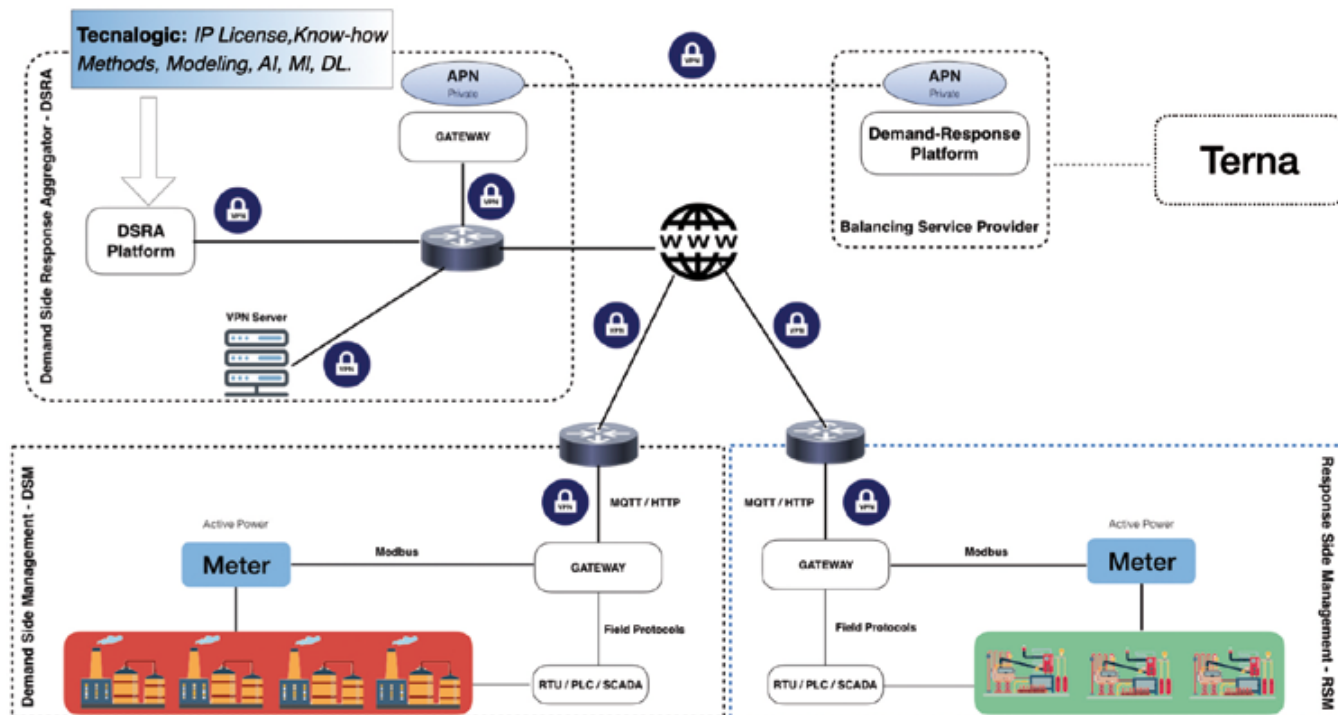 Tecnalogic: IP License,Know-how
Methods, Modeling, AI, Ml, DL.
Demand Side Response Aggregator - DSRA
APN
Private
GATEWAY
VPN
VPN
DSRA
Platform
VPN
VPN Server
VPN
WWW
APN
Private
Demand-Response
Platform
Balancing Service Provider
Terna
VPN
VPN
Demand Side Management - DSM
VPN
MQTT / HTTP
Active Power
Meter
Modbus
GATEWAY
Field Protocols
RTU / PLC / SCADA
Response Side Management - RSM
MQTT / HTTP
VPN
Active Power
GATEWAY
Modbus
Meter
Field Protocols
RTU / PLC / SCADA